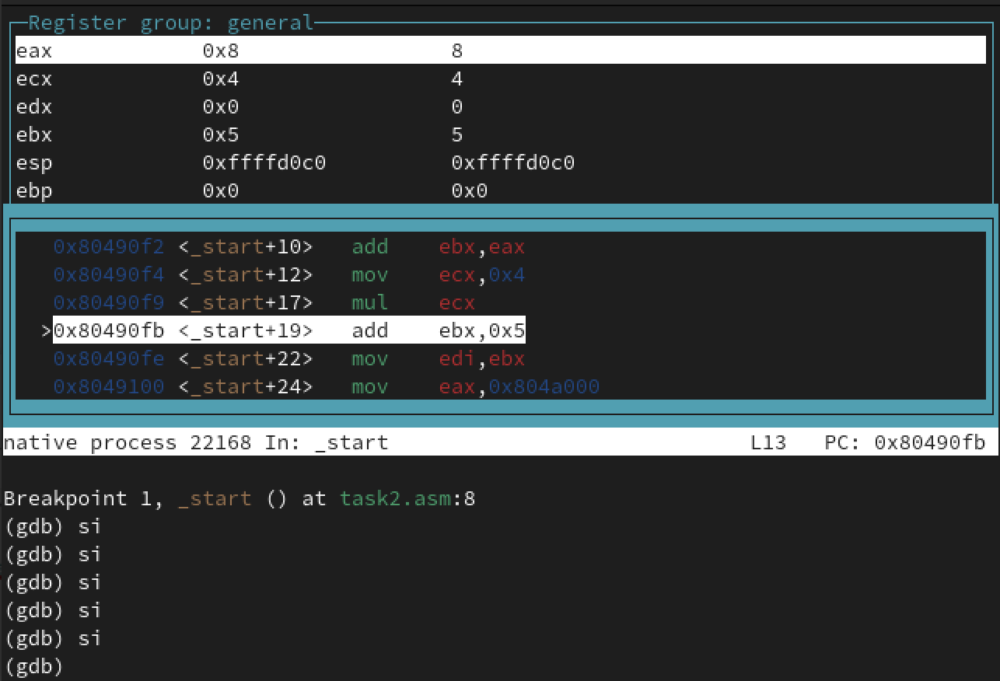 Register group: general
eax 0x8 8
ecx 0x4 4
edx 0x0 0
ebx 0x5 5
esp 0xffffd0c0 0xffffd0c0
ebp 0x0 0x0
0x80490f2 <_start+10> add ebx,eax
0x80490f4 <_start+12> mov ecx,0x4
0x80490f9 <_start+17> mul ecx
>0x80490fb <_start+19> add ebx,0x5
0x80490fe <_start+22> mov edi,ebx
0x8049100 <_start+24> mov eax,0x804a000
native process 22168 In: _start L13 PC: 0x80490fb
Breakpoint 1, _start () at task2.asm:8
(gdb) si
(gdb) si
(gdb) si
(gdb) si
(gdb) si
(gdb)